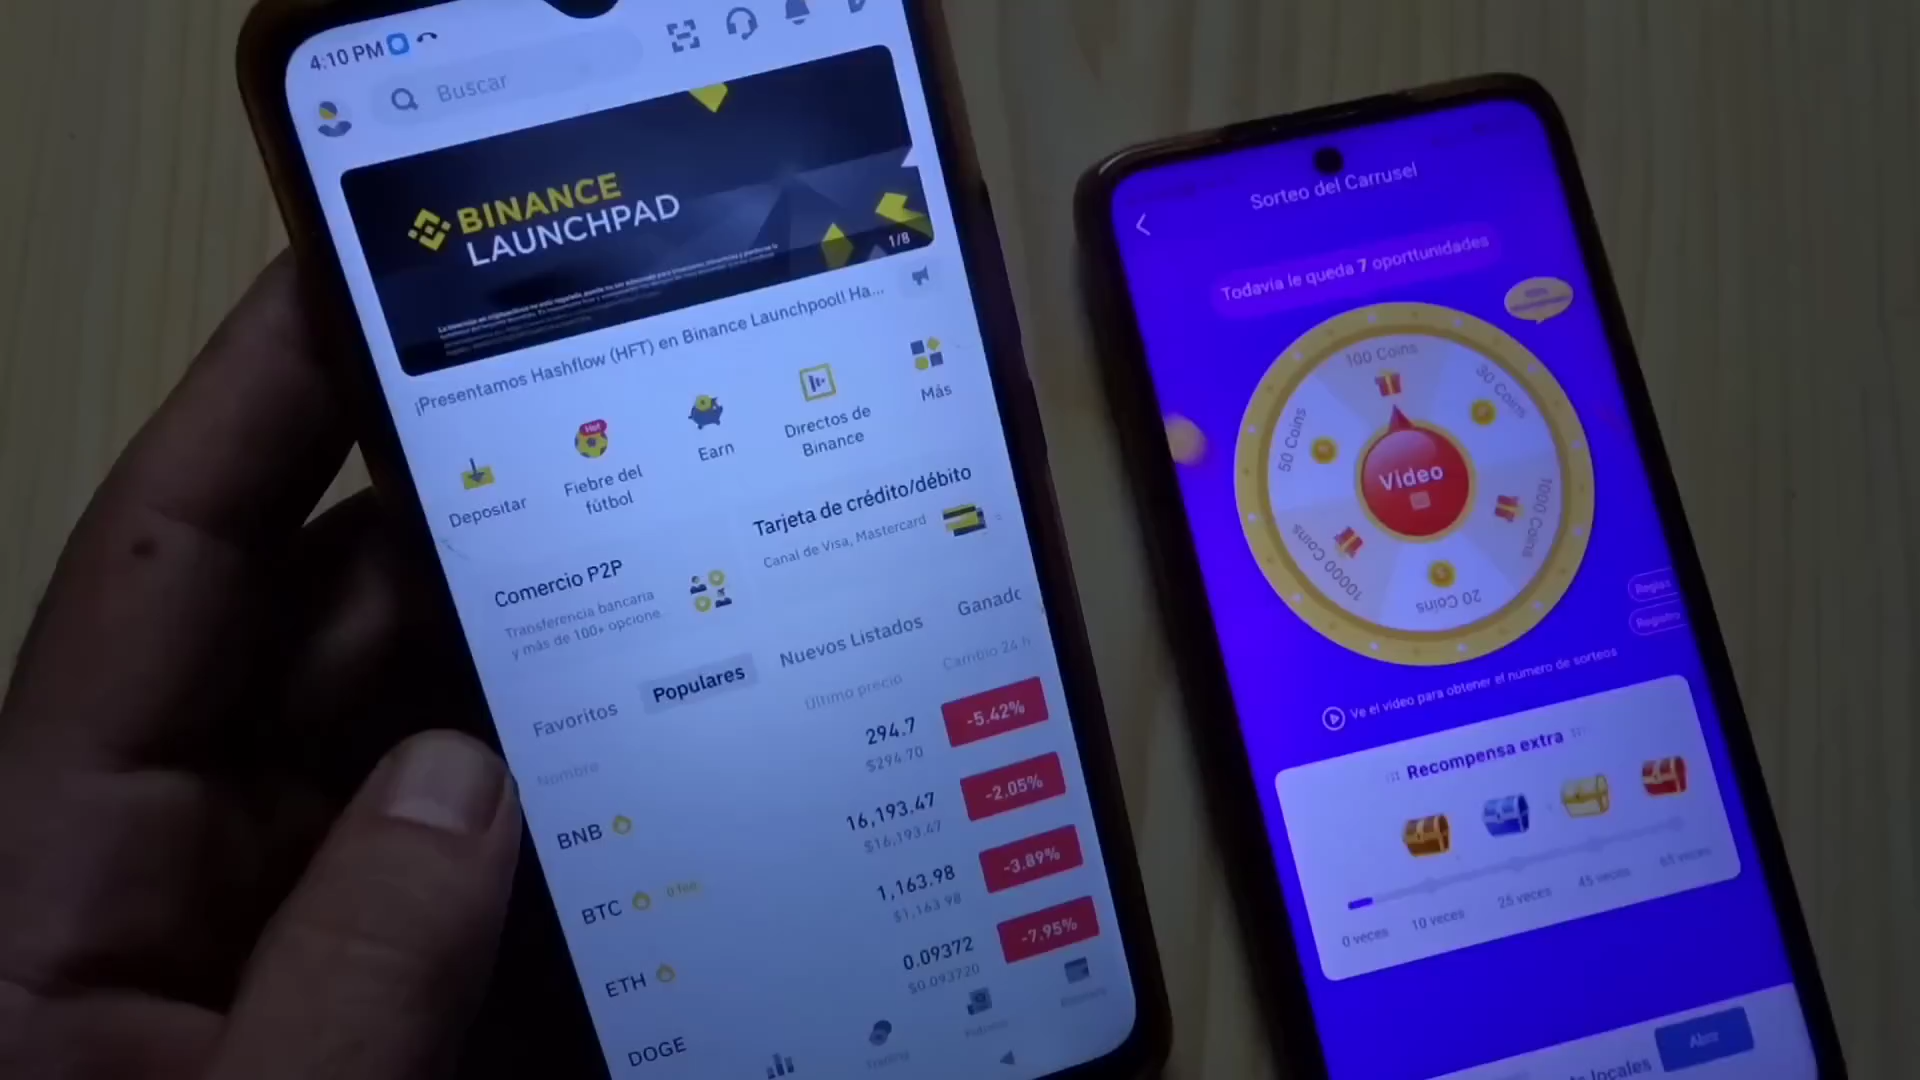 4:10 PM
Buscar
BINANCE
LAUNCHPAD
1/8
¡Presentamos Hashflow (HFT) en Binance Launchpool! Ha...
Depositar
Hot
Fiebre del
fútbol
Earn
Directos de
Binance
Más
Comercio P2P
Transferencia bancaria
y más de 100+ opcione
Tarjeta de crédito/débito
Canal de Visa, Mastercard
Favoritos
Populares
Nuevos Listados
Ganado
Nombre
Último precio
Cambio 24 h
BNB
294.7
$294.70
-5.42%
BTC
16,193.47
$16,193.47
-2.05%
ETH
1,163.98
$1,163.98
-3.89%
DOGE
0.09372
$0.093720
-7.95%
Trading
Sorteo del Carrusel
Todavía le queda 7 oporttunidades
100 Coins
30 Coins
1000 Coins
20 Coins
10000 Coins
50 Coins
Video
Reglas
Registro
Ve el video para obtener el numero de sorteos
Recompensa extra
0 veces
10 veces
25 veces
45 veces
65 veces
locales
Abrir